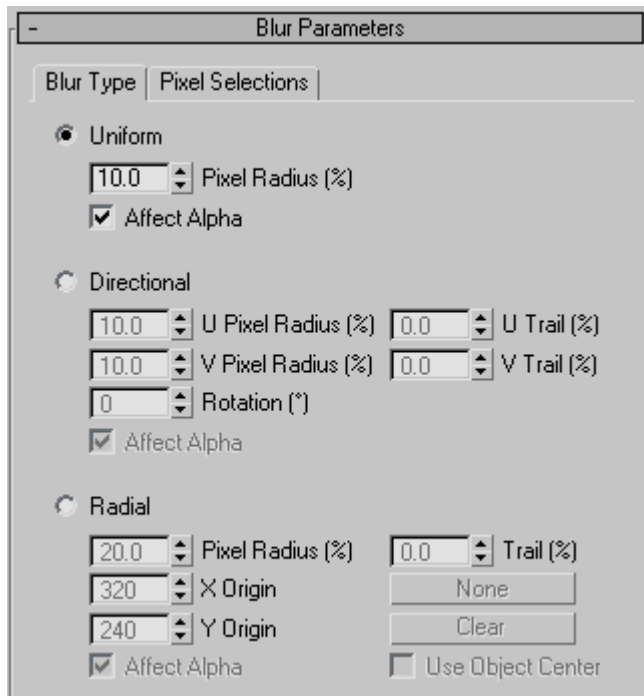 - Blur Parameters
Blur Type Pixel Selections
Uniform
10.0 Pixel Radius (%)
Affect Alpha
Directional
10.0 U Pixel Radius (%) 0.0 U Trail (%)
10.0 V Pixel Radius (%) 0.0 V Trail (%)
0 Rotation (*)
Affect Alpha
Radial
20.0 Pixel Radius (%) 0.0 Trail (%)
320 X Origin None
240 Y Origin Clear
Affect Alpha Use Object Center